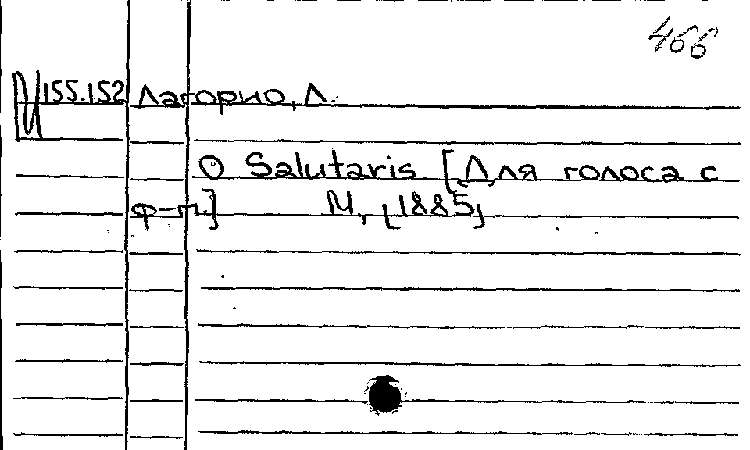 466
И 155.152 Лагорио, Л.
O Salutaris [Для голоса с
ф-п.] М., [1885]